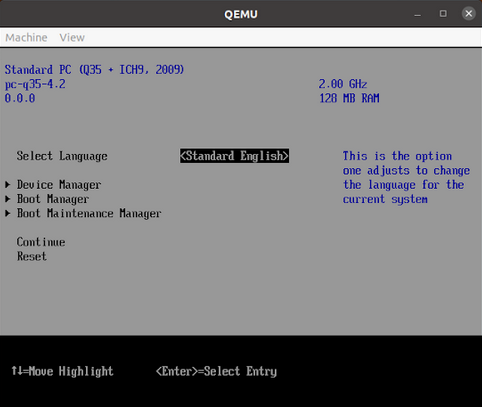 QEMU
Machine View
Standard PC (Q35 + ICH9, 2009)
pc-q35-4.2 2.00 GHz
0.0.0 128 MB RAM
Select Language <Standard English> This is the option
one adjusts to change
▶ Device Manager the language for the
▶ Boot Manager current system
▶ Boot Maintenance Manager
Continue
Reset
↑↓=Move Highlight <Enter>=Select Entry